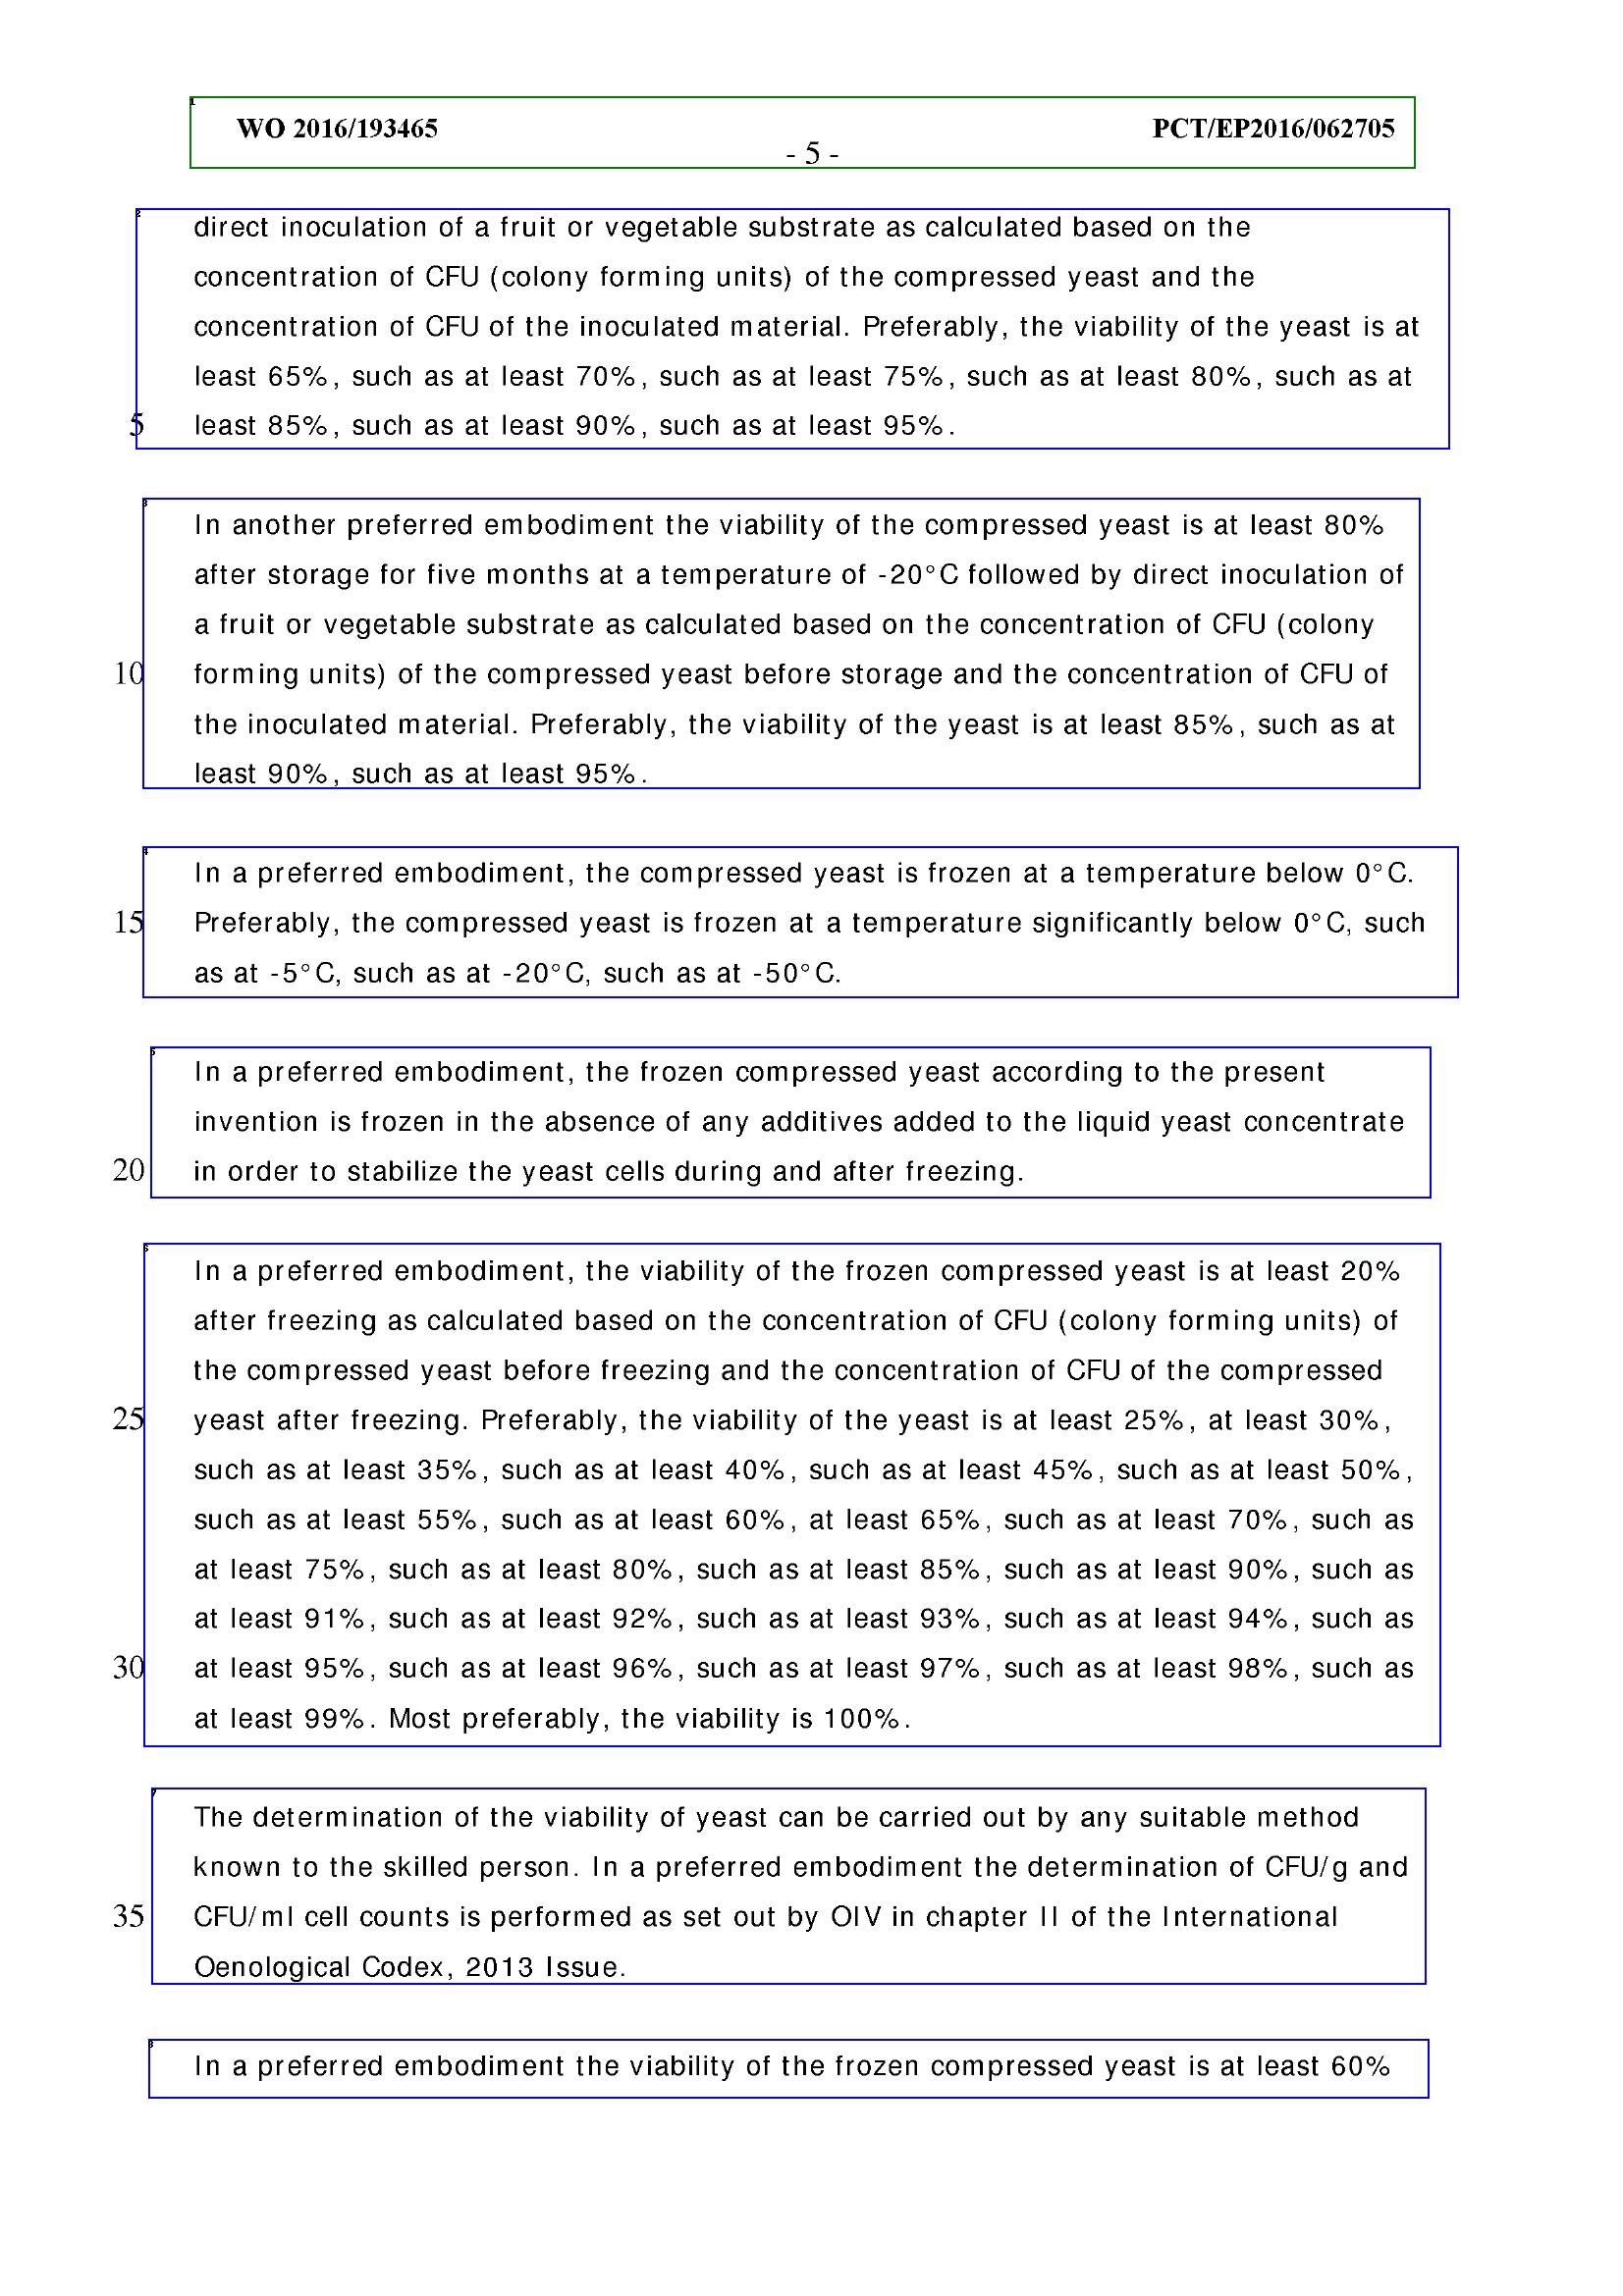 WO 2016/193465 PCT/EP2016/062705
- 5 -
direct inoculation of a fruit or vegetable substrate as calculated based on the
concentration of CFU (colony forming units) of the compressed yeast and the
concentration of CFU of the inoculated material. Preferably, the viability of the yeast is at
least 65%, such as at least 70%, such as at least 75%, such as at least 80%, such as at
5 least 85%, such as at least 90%, such as at least 95%.
In another preferred embodiment the viability of the compressed yeast is at least 80%
after storage for five months at a temperature of -20°C followed by direct inoculation of
a fruit or vegetable substrate as calculated based on the concentration of CFU (colony
10 forming units) of the compressed yeast before storage and the concentration of CFU of
the inoculated material. Preferably, the viability of the yeast is at least 85%, such as at
least 90%, such as at least 95%.
In a preferred embodiment, the compressed yeast is frozen at a temperature below 0°C.
15 Preferably, the compressed yeast is frozen at a temperature significantly below 0°C, such
as at -5°C, such as at -20°C, such as at -50°C.
In a preferred embodiment, the frozen compressed yeast according to the present
invention is frozen in the absence of any additives added to the liquid yeast concentrate
20 in order to stabilize the yeast cells during and after freezing.
In a preferred embodiment, the viability of the frozen compressed yeast is at least 20%
after freezing as calculated based on the concentration of CFU (colony forming units) of
the compressed yeast before freezing and the concentration of CFU of the compressed
25 yeast after freezing. Preferably, the viability of the yeast is at least 25%, at least 30%,
such as at least 35%, such as at least 40%, such as at least 45%, such as at least 50%,
such as at least 55%, such as at least 60%, at least 65%, such as at least 70%, such as
at least 75%, such as at least 80%, such as at least 85%, such as at least 90%, such as
at least 91%, such as at least 92%, such as at least 93%, such as at least 94%, such as
30 at least 95%, such as at least 96%, such as at least 97%, such as at least 98%, such as
at least 99%. Most preferably, the viability is 100%.
The determination of the viability of yeast can be carried out by any suitable method
known to the skilled person. In a preferred embodiment the determination of CFU/g and
35 CFU/ml cell counts is performed as set out by OIV in chapter II of the International
Oenological Codex, 2013 Issue.
In a preferred embodiment the viability of the frozen compressed yeast is at least 60%